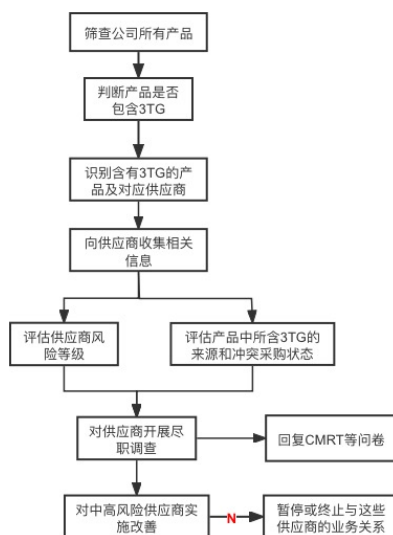 筛查公司所有产品
判断产品是否
包含3TG
识别含有3TG的产
品及对应供应商
向供应商收集相关
信息
评估供应商风
险等级
评估产品中所含3TG的
来源和冲突采购状态
对供应商开展尽
职调查
回复CMRT等问卷
对中高风险供应商实
施改善
N
暂停或终止与这些
供应商的业务关系